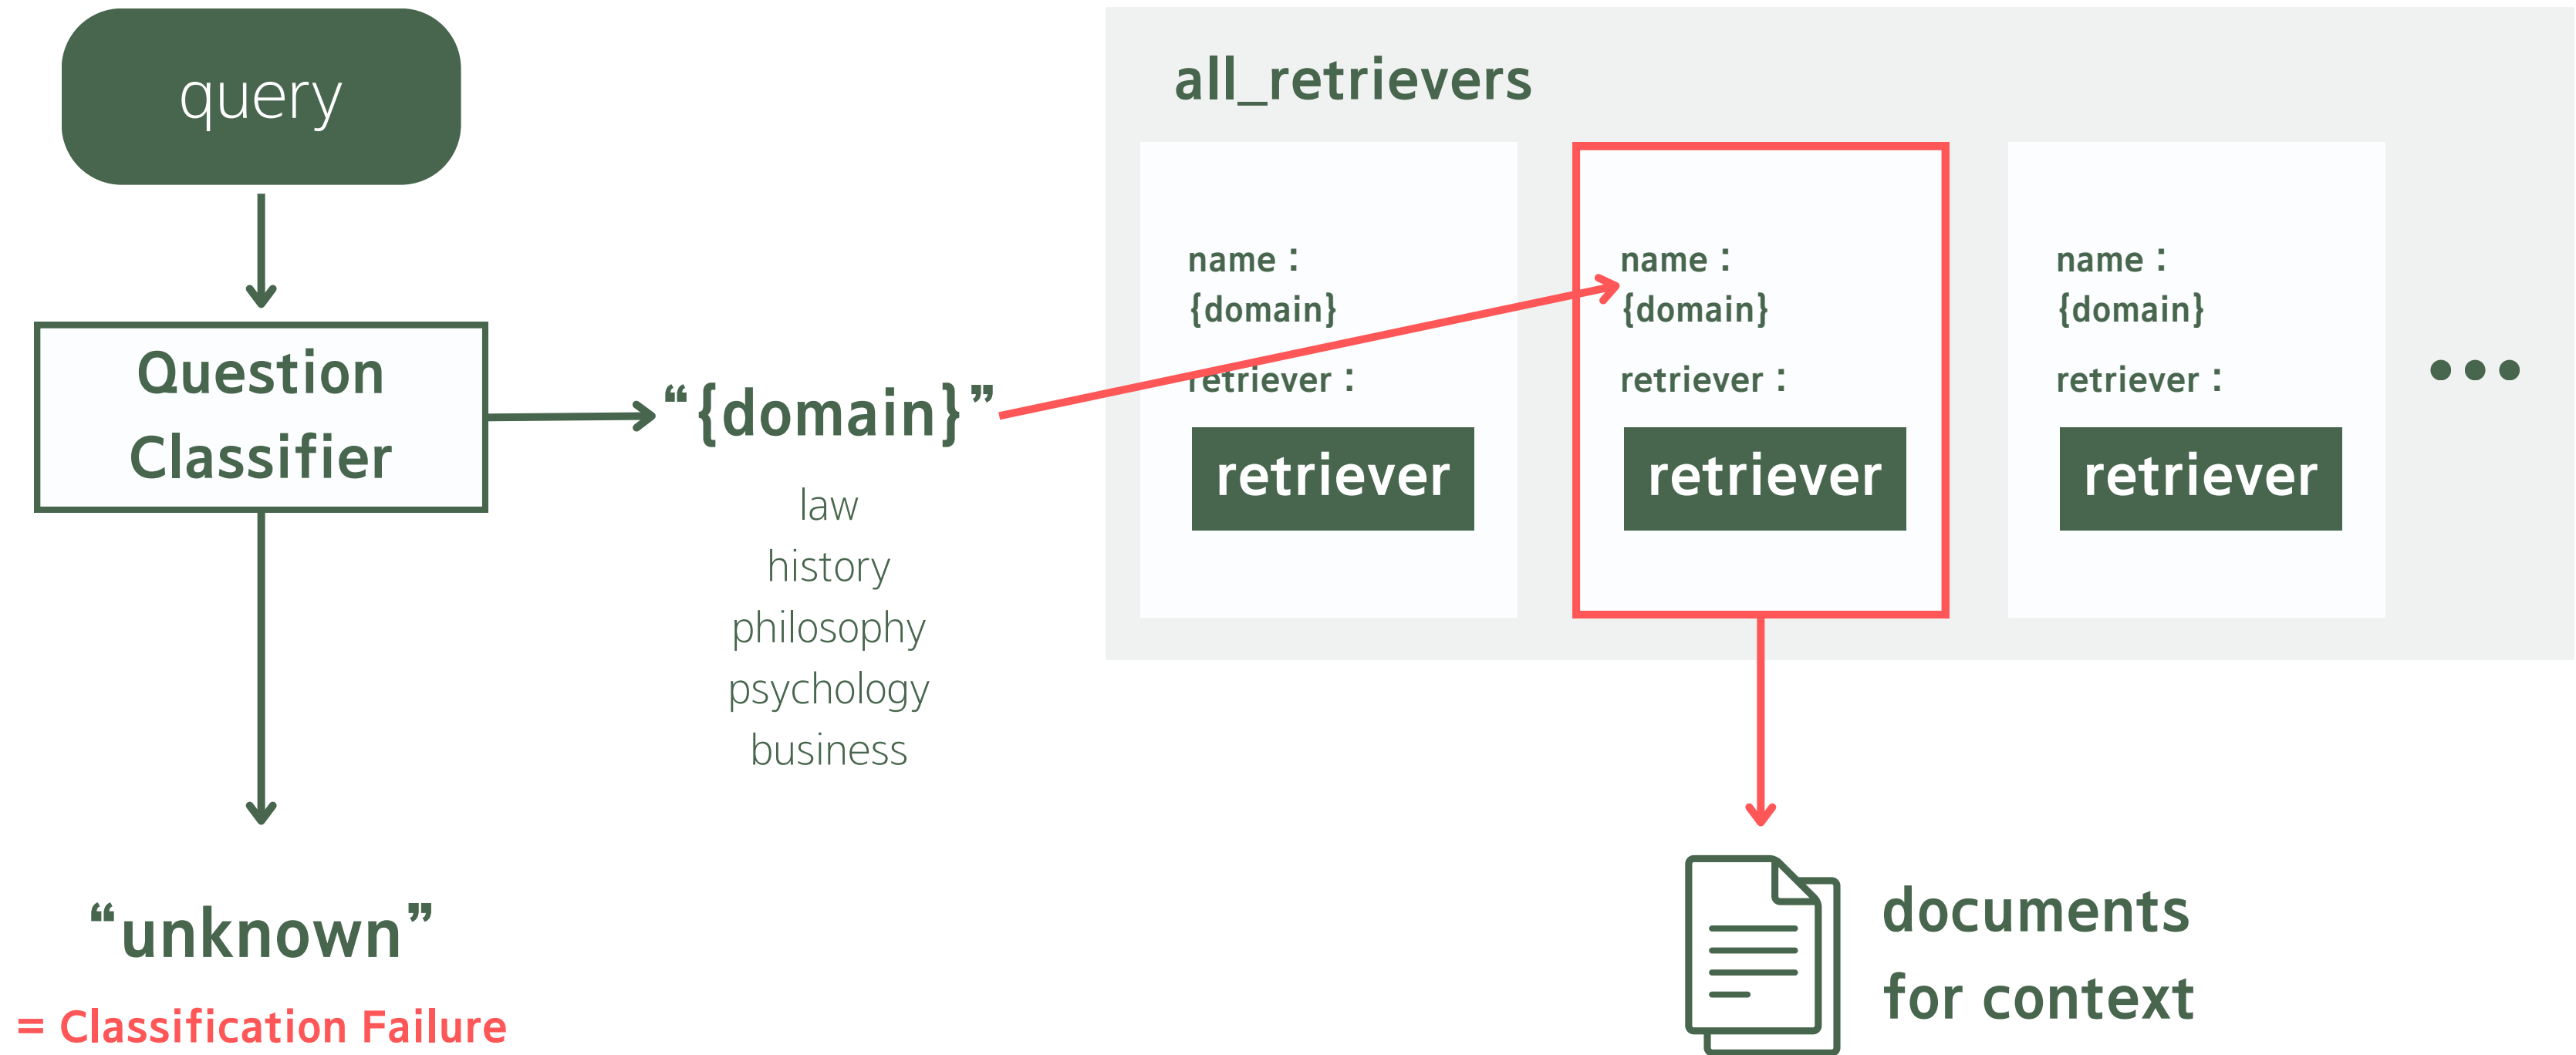 query
Question
Classifier
“unknown”
= Classification Failure
“{domain}”
law
history
philosophy
psychology
business
all_retrievers
name :
{domain}
retriever :
retriever
name :
{domain}
retriever :
retriever
name :
{domain}
retriever :
retriever
documents
for context